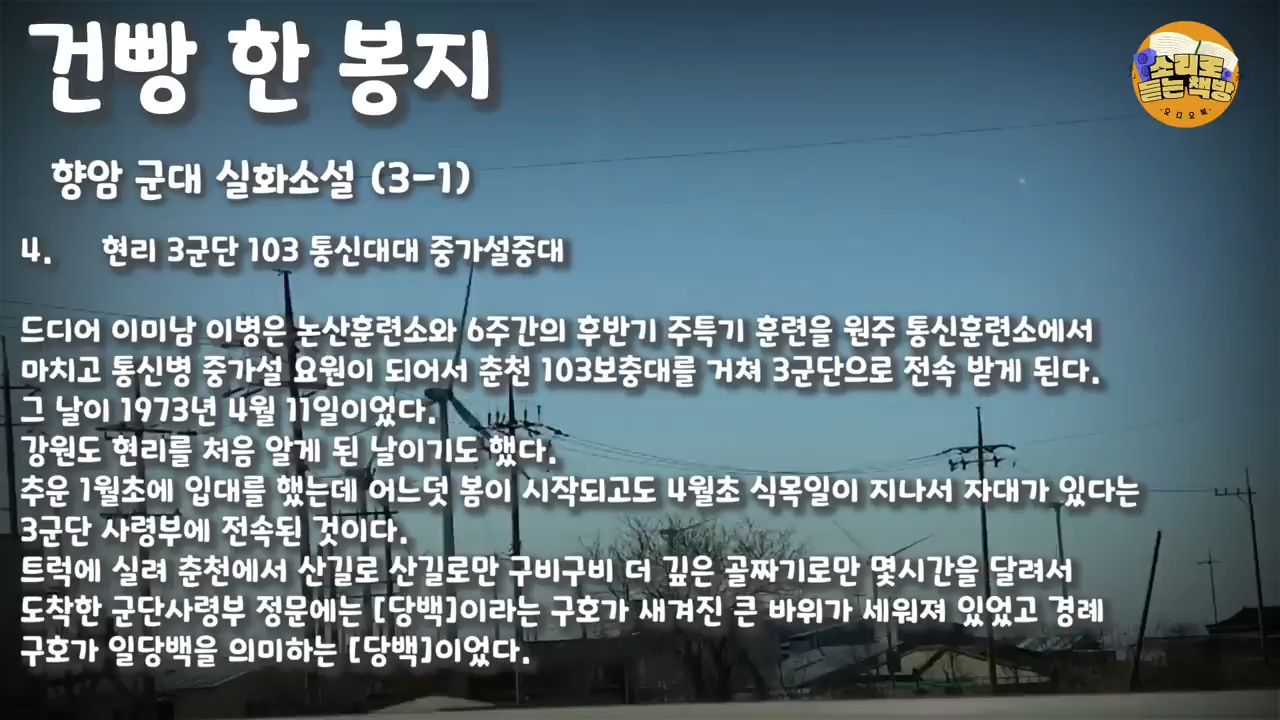 건빵 한 봉지
소리로
듣는 책방
·오디오북·
향암 군대 실화소설 (3-1)
4. 현리 3군단 103 통신대대 중가설중대
드디어 이미남 이병은 논산훈련소와 6주간의 후반기 주특기 훈련을 원주 통신훈련소에서
마치고 통신병 중가설 요원이 되어서 춘천 103보충대를 거쳐 3군단으로 전속 받게 된다.
그 날이 1973년 4월 11일이었다.
강원도 현리를 처음 알게 된 날이기도 했다.
추운 1월초에 입대를 했는데 어느덧 봄이 시작되고도 4월초 식목일이 지나서 자대가 있다는
3군단 사령부에 전속된 것이다.
트럭에 실려 춘천에서 산길로 산길로만 구비구비 더 깊은 골짜기로만 몇시간을 달려서
도착한 군단사령부 정문에는 [당백]이라는 구호가 새겨진 큰 바위가 세워져 있었고 경례
구호가 일당백을 의미하는 [당백]이었다.